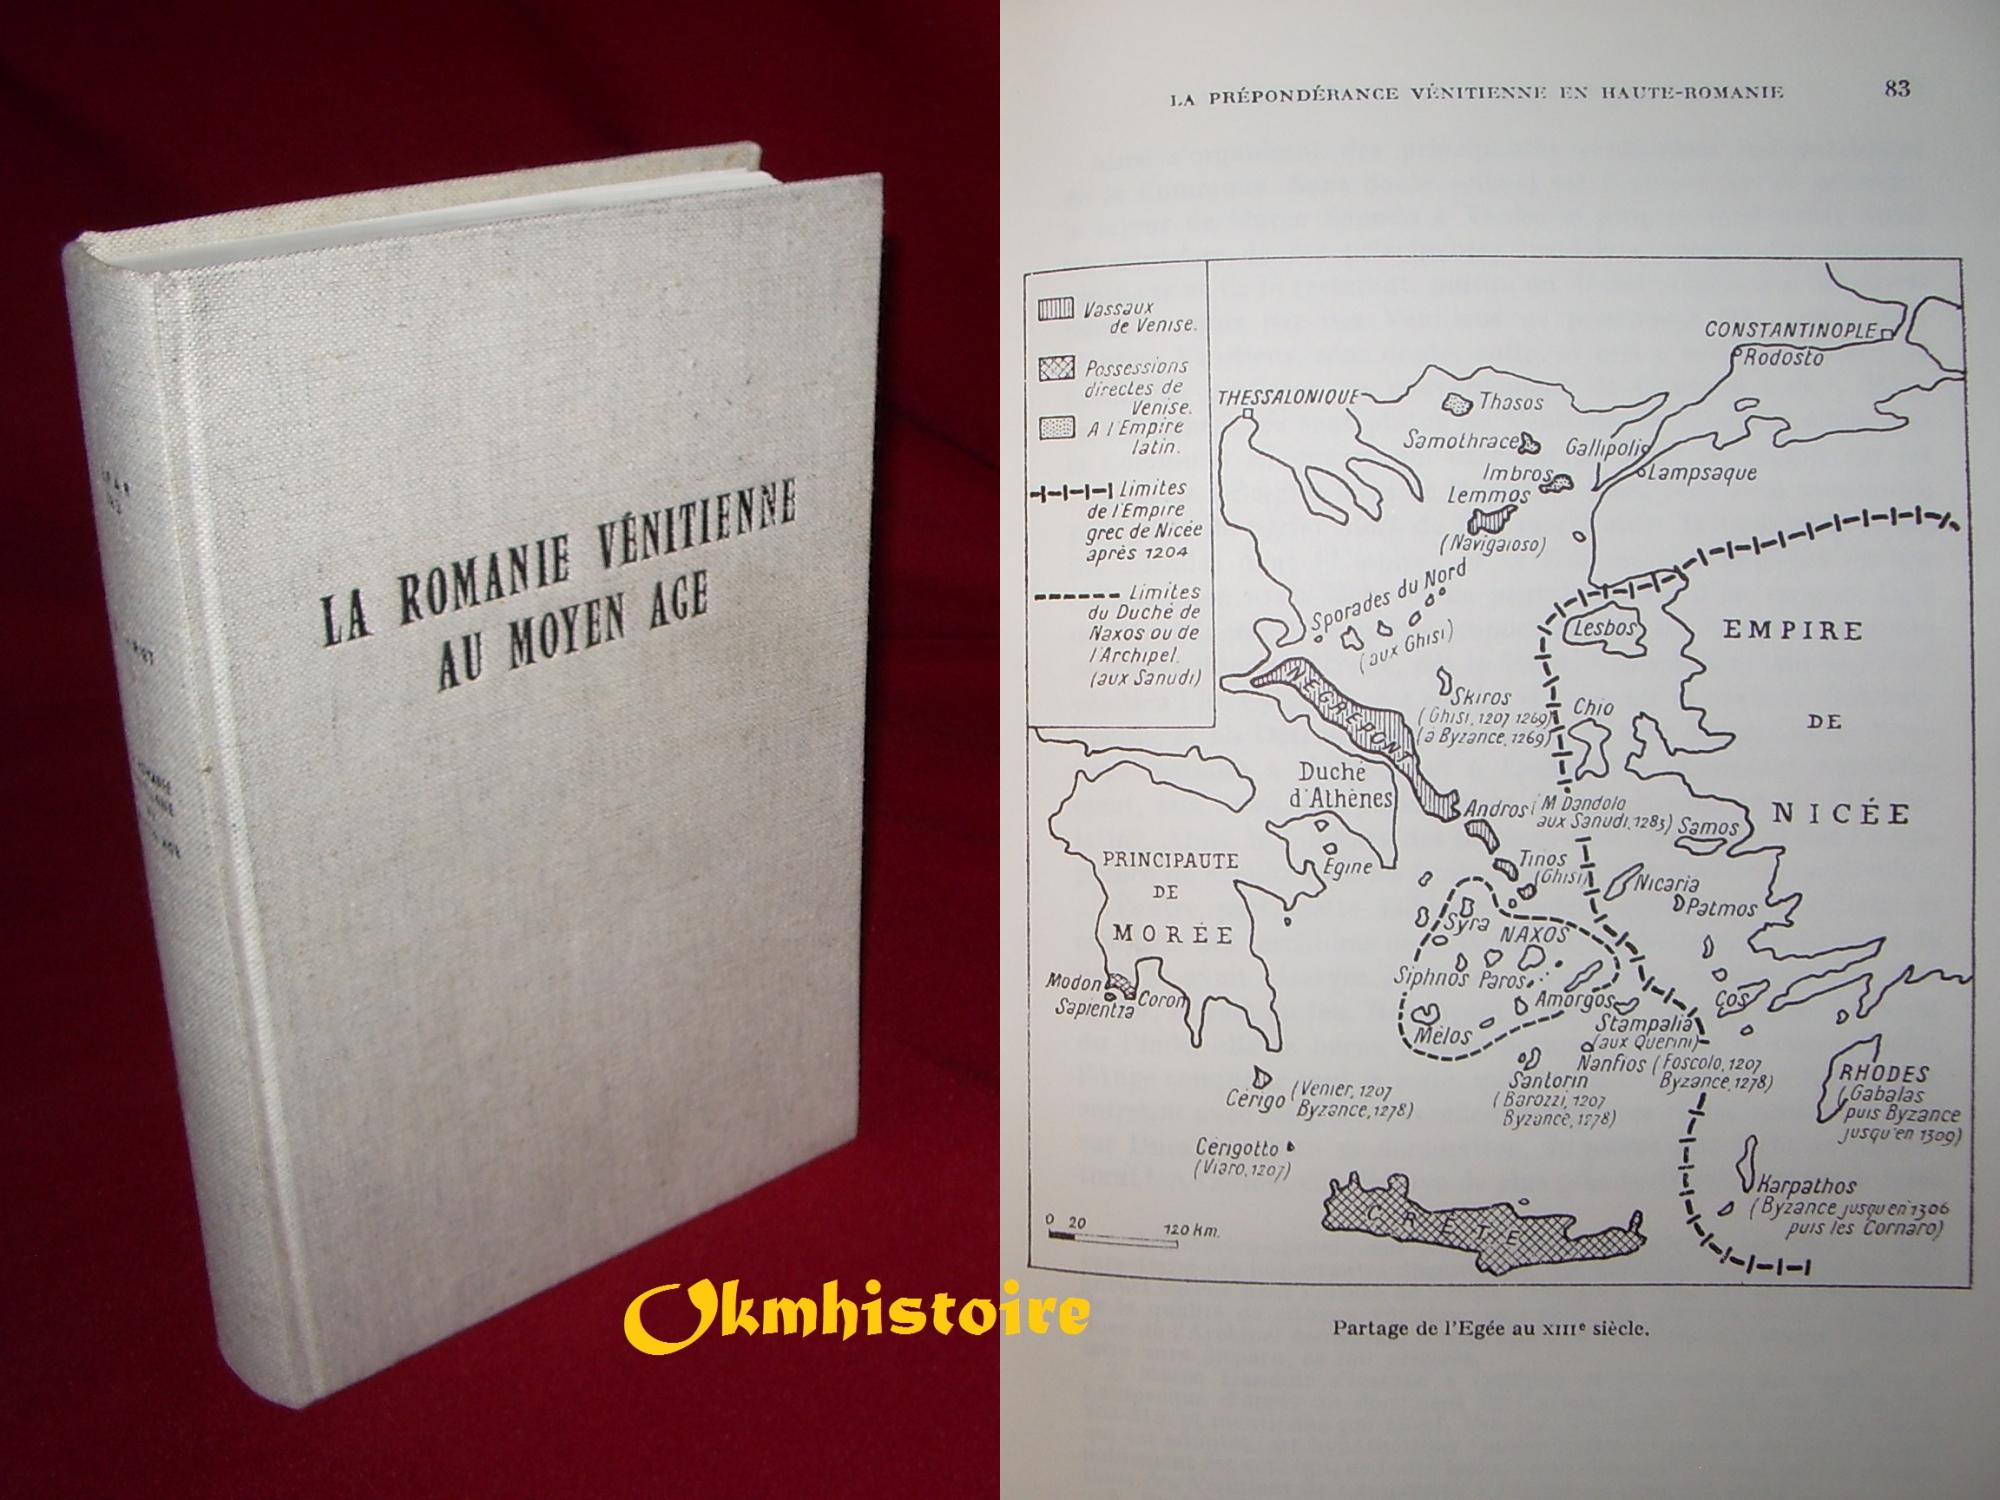 LA ROMANIE VÉNITIENNE
AU MOYEN AGE
Okmhistoire
LA PRÉPONDÉRANCE VÉNITIENNE EN HAUTE-ROMANIE 83
Vassaux
de Venise.
Possessions
directes de
Venise.
A l'Empire
latin.
Limites
de l'Empire
grec de Nicée
après 1204
Limites
du Duché de
Naxos ou de
l'Archipel.
(aux Sanudi)
CONSTANTINOPLE
Rodosto
THESSALONIQUE
Thasos
Samothrace
Gallipolis
Imbros
Lampsaque
Lemmos
(Navigaioso)
Sporades du Nord
(aux Ghisi)
Lesbos
EMPIRE
DE
NICÉE
NEGREPONT
Skiros
(Ghisi, 1207 1269)
(à Byzance, 1269)
Chio
Duché
d'Athènes
Andros
(M Dandolo
aux Sanudi, 1283)
Samos
PRINCIPAUTE
DE
MORÉE
Egine
Tinos
(Ghisi)
Nicaria
Patmos
Syra
NAXOS
Siphnos
Paros
Amorgos
Modon
Sapientza
Coron
Mélos
Stampalia
(aux Querini)
Cos
Nanfios
(Foscolo, 1207
Byzance, 1278)
Santorin
(Barozzi, 1207
Byzance, 1278)
RHODES
(Gabalas
puis Byzance
jusqu'en 1309)
Cérigo
(Venier, 1207
Byzance, 1278)
Cérigotto
(Viaro, 1207)
Karpathos
(Byzance jusqu'en 1306
puis les Cornaro)
CRÈTE
0 20 120 km.
Partage de l'Egée au XIIIe siècle.